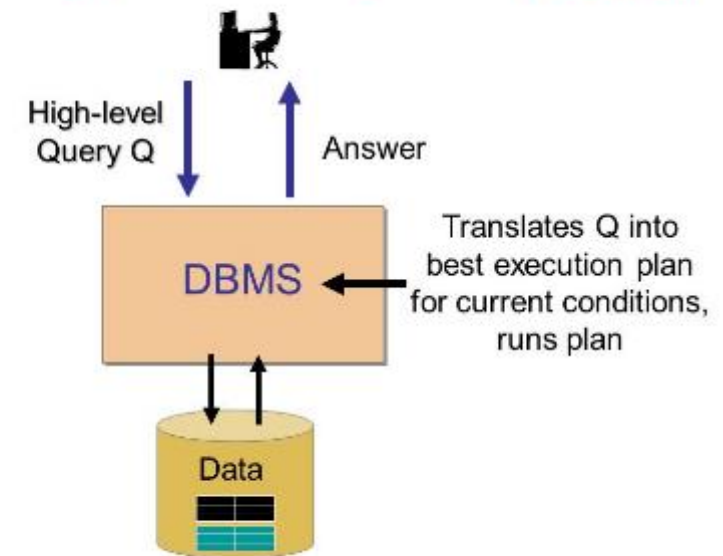 High-level
Query Q
Answer
DBMS
Translates Q into
best execution plan
for current conditions,
runs plan
Data